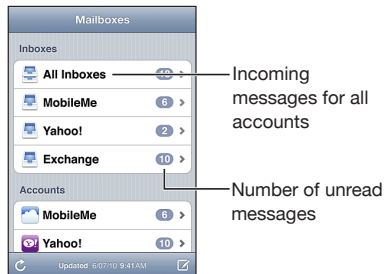 Mailboxes
Inboxes
All Inboxes 18
MobileMe 6
Yahoo! 2
Exchange 10
Accounts
MobileMe 6
Yahoo! 10
Updated 6/07/10 9:41 AM
Incoming
messages for all
accounts
Number of unread
messages